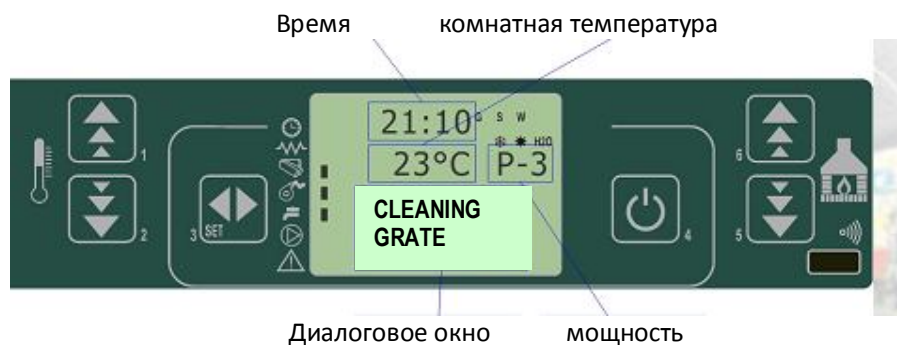 Время комнатная температура
21:10 G S W
H2O
23°C P-3
CLEANING
GRATE
1
2
3 SET
4
6
5
Диалоговое окно мощность